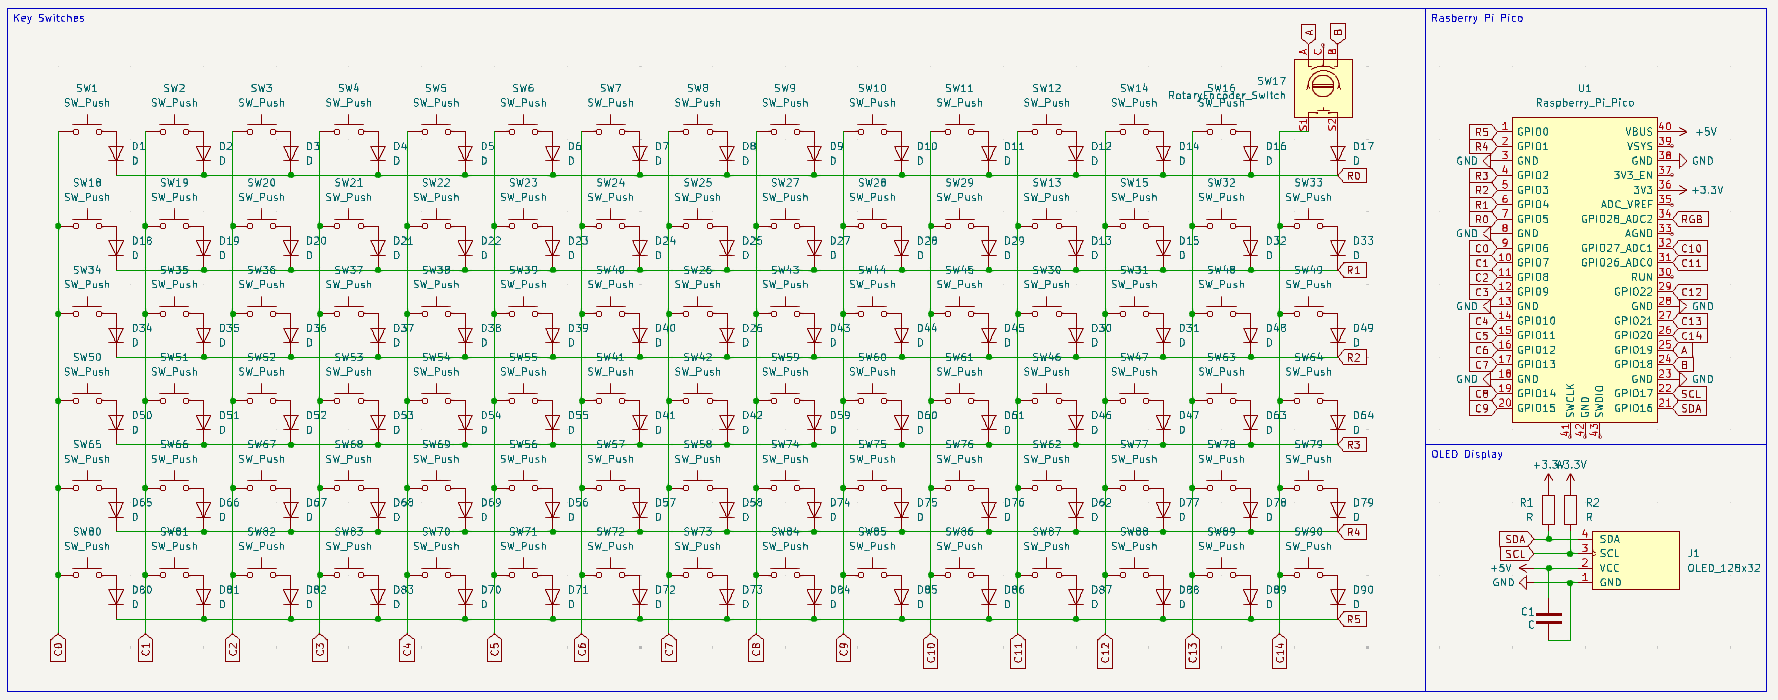 Key Switches
Rasberry Pi Pico
A B
A C B
SW17
RotaryEncoder_Switch
S1 S2
SW1 SW2 SW3 SW4 SW5 SW6 SW7 SW8 SW9 SW10 SW11 SW12 SW14 SW16
SW_Push SW_Push SW_Push SW_Push SW_Push SW_Push SW_Push SW_Push SW_Push SW_Push SW_Push SW_Push SW_Push SW_Push
D1 D2 D3 D4 D5 D6 D7 D8 D9 D10 D11 D12 D14 D16 D17
D D D D D D D D D D D D D D D
R0
SW18 SW19 SW20 SW21 SW22 SW23 SW24 SW25 SW27 SW28 SW29 SW13 SW15 SW32 SW33
SW_Push SW_Push SW_Push SW_Push SW_Push SW_Push SW_Push SW_Push SW_Push SW_Push SW_Push SW_Push SW_Push SW_Push SW_Push
D18 D19 D20 D21 D22 D23 D24 D25 D27 D28 D29 D13 D15 D32 D33
D D D D D D D D D D D D D D D
R1
SW34 SW35 SW36 SW37 SW38 SW39 SW40 SW26 SW43 SW44 SW45 SW30 SW31 SW48 SW49
SW_Push SW_Push SW_Push SW_Push SW_Push SW_Push SW_Push SW_Push SW_Push SW_Push SW_Push SW_Push SW_Push SW_Push SW_Push
D34 D35 D36 D37 D38 D39 D40 D26 D43 D44 D45 D30 D31 D48 D49
D D D D D D D D D D D D D D D
R2
SW50 SW51 SW52 SW53 SW54 SW55 SW41 SW42 SW59 SW60 SW61 SW46 SW47 SW63 SW64
SW_Push SW_Push SW_Push SW_Push SW_Push SW_Push SW_Push SW_Push SW_Push SW_Push SW_Push SW_Push SW_Push SW_Push SW_Push
D50 D51 D52 D53 D54 D55 D41 D42 D59 D60 D61 D46 D47 D63 D64
D D D D D D D D D D D D D D D
R3
SW65 SW66 SW67 SW68 SW69 SW56 SW57 SW58 SW74 SW75 SW76 SW62 SW77 SW78 SW79
SW_Push SW_Push SW_Push SW_Push SW_Push SW_Push SW_Push SW_Push SW_Push SW_Push SW_Push SW_Push SW_Push SW_Push SW_Push
D65 D66 D67 D68 D69 D56 D57 D58 D74 D75 D76 D62 D77 D78 D79
D D D D D D D D D D D D D D D
R4
SW80 SW81 SW82 SW83 SW70 SW71 SW72 SW73 SW84 SW85 SW86 SW87 SW88 SW89 SW90
SW_Push SW_Push SW_Push SW_Push SW_Push SW_Push SW_Push SW_Push SW_Push SW_Push SW_Push SW_Push SW_Push SW_Push SW_Push
D80 D81 D82 D83 D70 D71 D72 D73 D84 D85 D86 D87 D88 D89 D90
D D D D D D D D D D D D D D D
R5
C0 C1 C2 C3 C4 C5 C6 C7 C8 C9 C10 C11 C12 C13 C14
U1
Raspberry_Pi_Pico
R5 1 GPIO0 VBUS 40 +5V
R4 2 GPIO1 VSYS 39
GND 3 GND GND 38 GND
R3 4 GPIO2 3V3_EN 37
R2 5 GPIO3 3V3 36 +3.3V
R1 6 GPIO4 ADC_VREF 35
R0 7 GPIO5 GPIO28_ADC2 34 RGB
GND 8 GND AGND 33
C0 9 GPIO6 GPIO27_ADC1 32 C10
C1 10 GPIO7 GPIO26_ADC0 31 C11
C2 11 GPIO8 RUN 30
C3 12 GPIO9 GPIO22 29 C12
GND 13 GND GND 28 GND
C4 14 GPIO10 GPIO21 27 C13
C5 15 GPIO11 GPIO20 26 C14
C6 16 GPIO12 GPIO19 25 A
C7 17 GPIO13 GPIO18 24 B
GND 18 GND GND 23 GND
C8 19 GPIO14 GPIO17 22 SCL
C9 20 GPIO15 GPIO16 21 SDA
SWCLK GND SWDIO
41 42 43
OLED Display
+3.3V +3.3V
R1 R2
R R
SDA 4 SDA
SCL 3 SCL
+5V 2 VCC
GND 1 GND
J1
OLED_128x32
C1
C